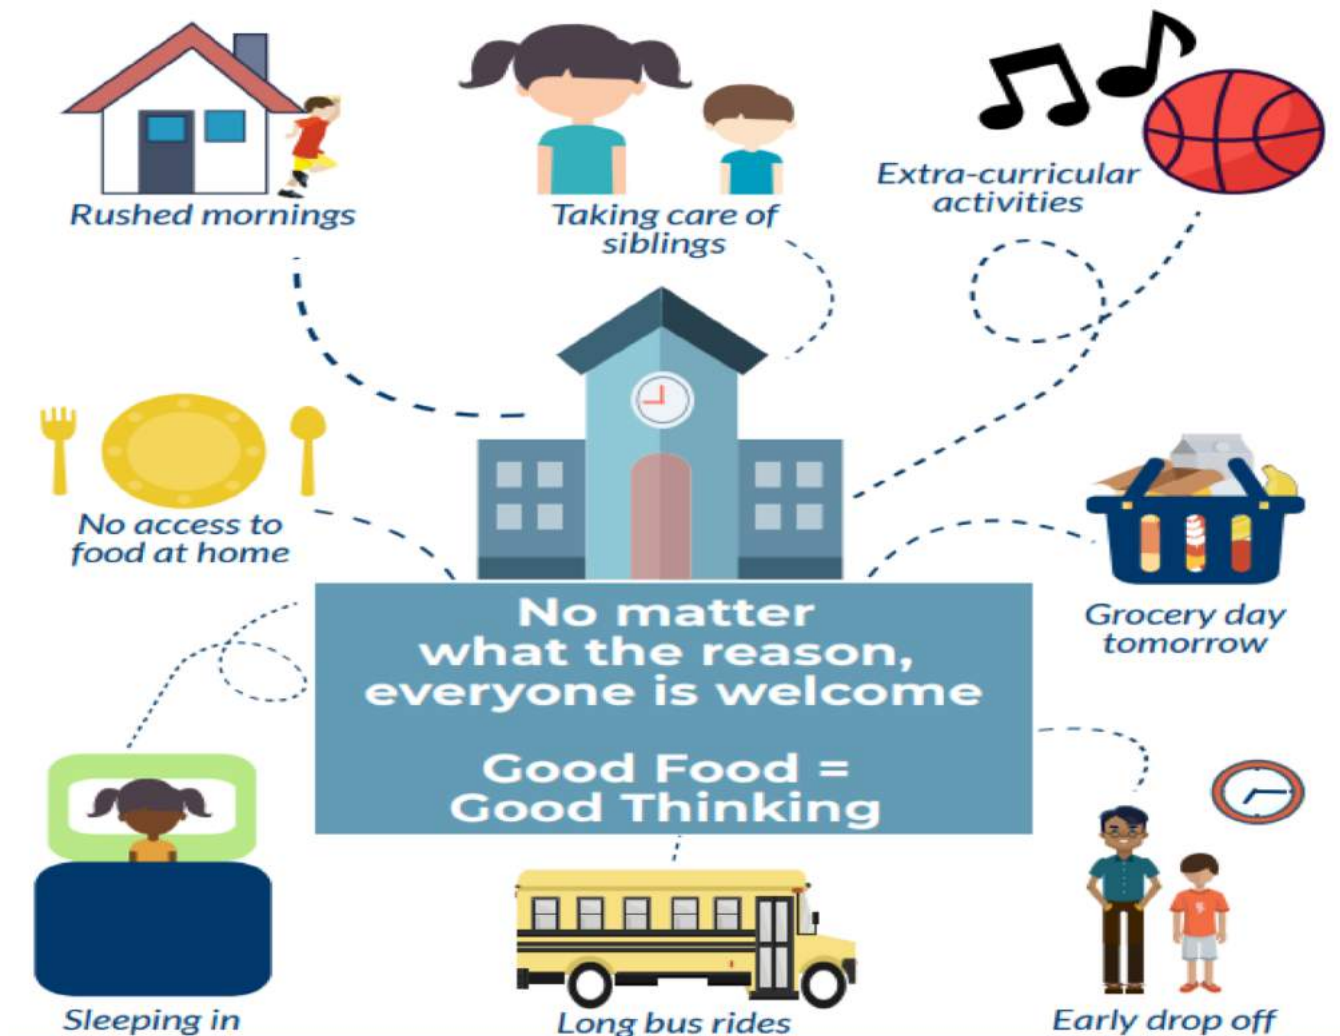 Rushed mornings
Taking care of
siblings
Extra-curricular
activities
No access to
food at home
Grocery day
tomorrow
No matter
what the reason,
everyone is welcome
Good Food =
Good Thinking
Sleeping in
Long bus rides
Early drop off